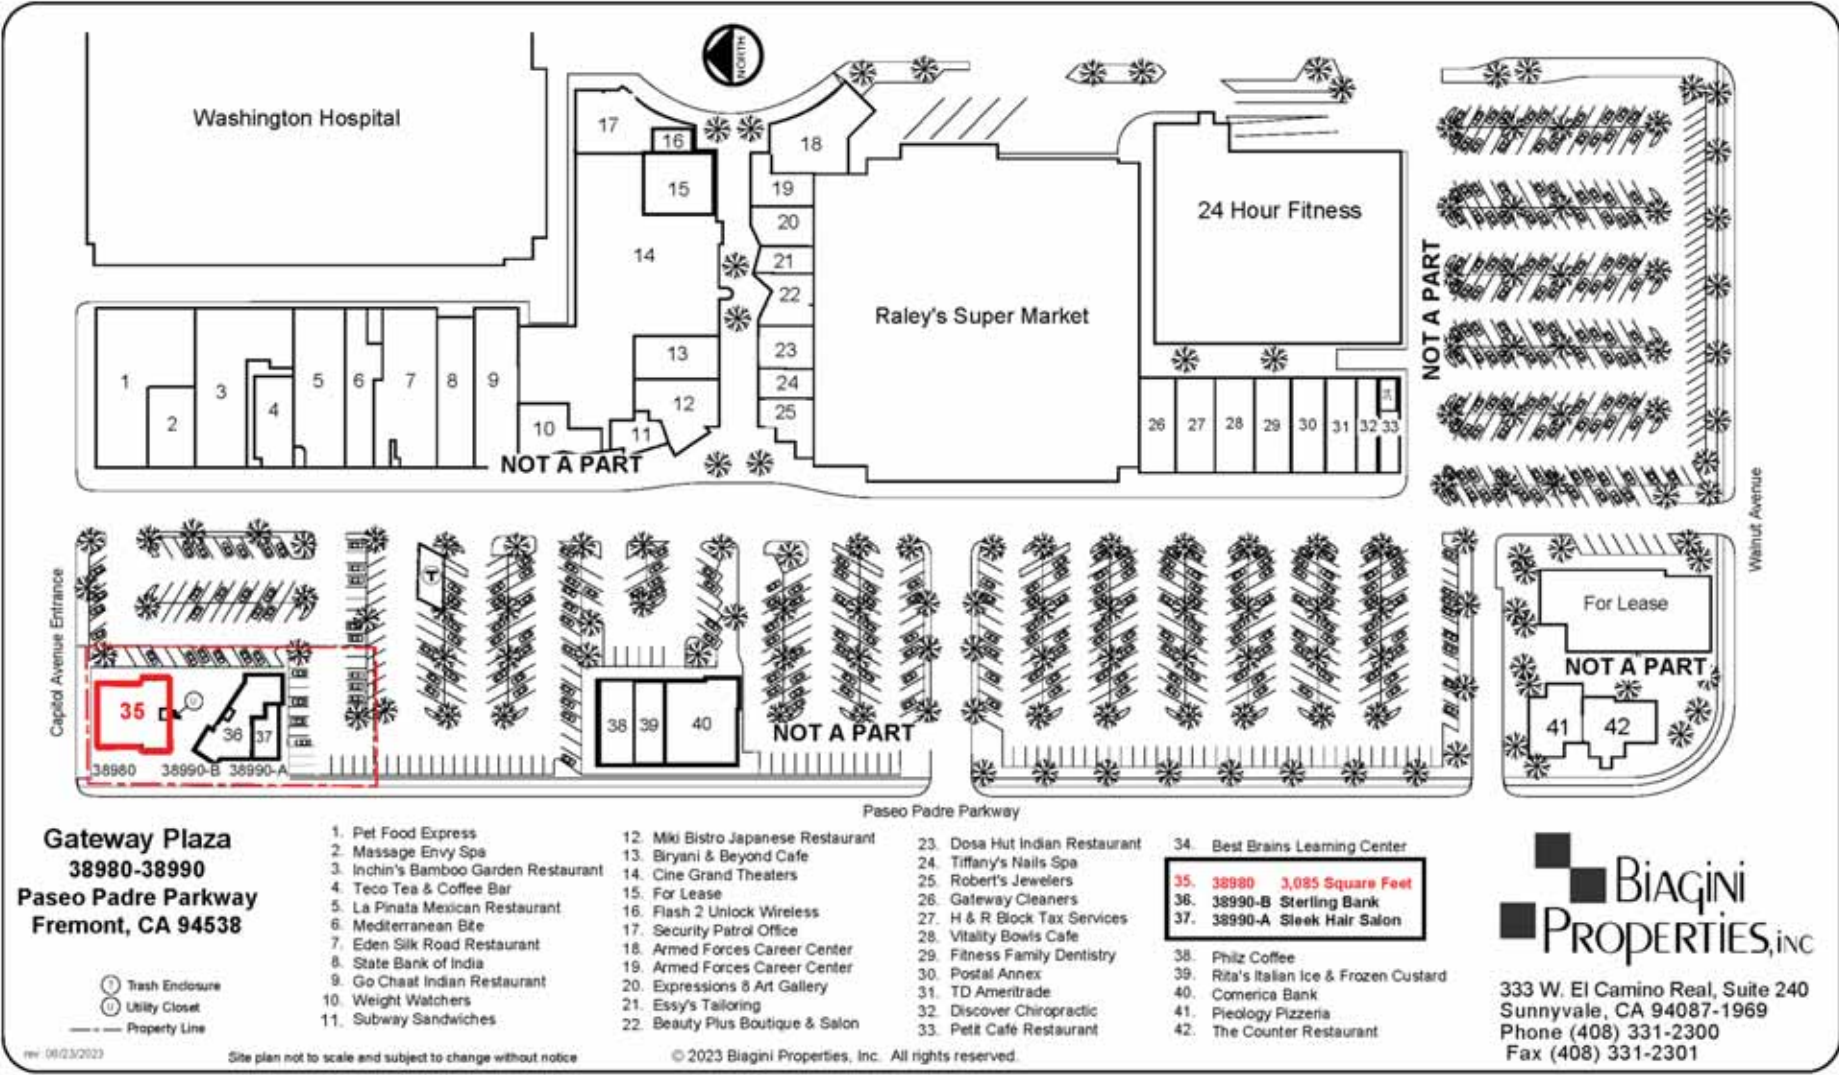 NORTH
Washington Hospital
17
16
18
15
19
20
14
21
22
24 Hour Fitness
Raley's Super Market
NOT A PART
13
23
24
12
25
11
10
1
2
3
4
5
6
7
8
9
NOT A PART
26
27
28
29
30
31
32
33
34
Walnut Avenue
Capitol Avenue Entrance
T
For Lease
NOT A PART
35
U
36
37
38
39
40
NOT A PART
41
42
38980
38990-B
38990-A
Paseo Padre Parkway
Gateway Plaza
38980-38990
Paseo Padre Parkway
Fremont, CA 94538
T Trash Enclosure
U Utility Closet
Property Line
1. Pet Food Express
2. Massage Envy Spa
3. Inchin's Bamboo Garden Restaurant
4. Teco Tea & Coffee Bar
5. La Pinata Mexican Restaurant
6. Mediterranean Bite
7. Eden Silk Road Restaurant
8. State Bank of India
9. Go Chaat Indian Restaurant
10. Weight Watchers
11. Subway Sandwiches
12. Miki Bistro Japanese Restaurant
13. Biryani & Beyond Cafe
14. Cine Grand Theaters
15. For Lease
16. Flash 2 Unlock Wireless
17. Security Patrol Office
18. Armed Forces Career Center
19. Armed Forces Career Center
20. Expressions 8 Art Gallery
21. Essy's Tailoring
22. Beauty Plus Boutique & Salon
23. Dosa Hut Indian Restaurant
24. Tiffany's Nails Spa
25. Robert's Jewelers
26. Gateway Cleaners
27. H & R Block Tax Services
28. Vitality Bowls Cafe
29. Fitness Family Dentistry
30. Postal Annex
31. TD Ameritrade
32. Discover Chiropractic
33. Petit Café Restaurant
34. Best Brains Learning Center
35. 38980 3,085 Square Feet
36. 38990-B Sterling Bank
37. 38990-A Sleek Hair Salon
38. Philz Coffee
39. Rita's Italian Ice & Frozen Custard
40. Comerica Bank
41. Pieology Pizzeria
42. The Counter Restaurant
BIAGINI
PROPERTIES, INC
333 W. El Camino Real, Suite 240
Sunnyvale, CA 94087-1969
Phone (408) 331-2300
Fax (408) 331-2301
rev: 06/23/2023
Site plan not to scale and subject to change without notice
© 2023 Biagini Properties, Inc. All rights reserved.